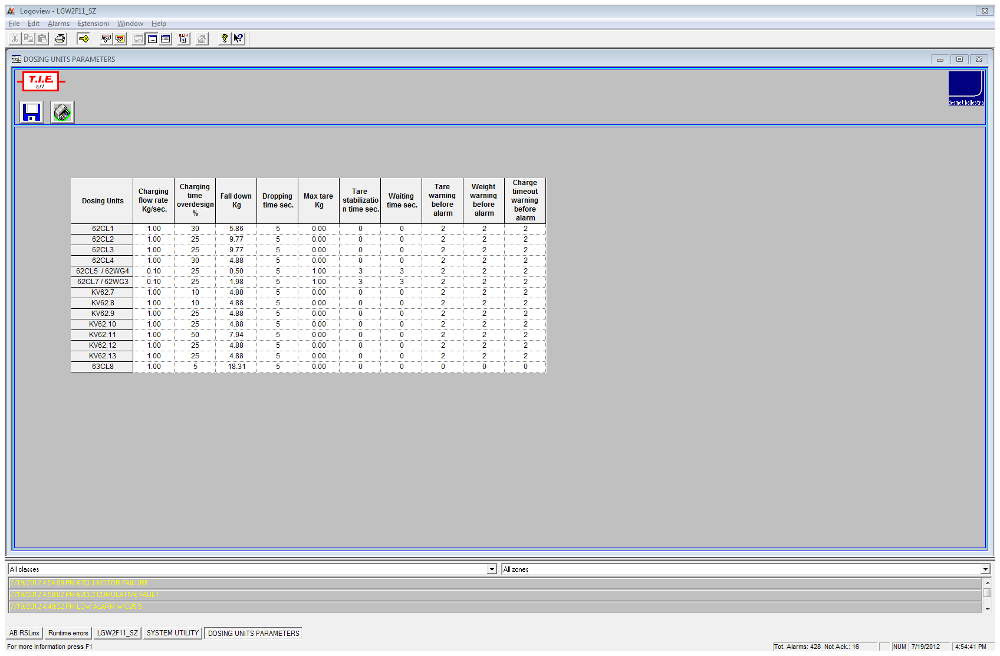 Logoview - LGW2F11_SZ
File Edit Alarms Estensioni Window Help
DOSING UNITS PARAMETERS
T.I.E.
s.r.l.
desmet ballestra
Dosing Units Charging flow rate Kg/sec. Charging time overdesign % Fall down Kg Dropping time sec. Max tare Kg Tare stabilizatio n time sec. Waiting time sec. Tare warning before alarm Weight warning before alarm Charge timeout warning before alarm
62CL1 1.00 30 5.86 5 0.00 0 0 2 2 2
62CL2 1.00 25 9.77 5 0.00 0 0 2 2 2
62CL3 1.00 25 9.77 5 0.00 0 0 2 2 2
62CL4 1.00 30 4.88 5 0.00 0 0 2 2 2
62CL5 / 62WG4 0.10 25 0.50 5 1.00 3 3 2 2 2
62CL7 / 62WG3 0.10 25 1.98 5 1.00 3 3 2 2 2
KV62.7 1.00 10 4.88 5 0.00 0 0 2 2 2
KV62.8 1.00 10 4.88 5 0.00 0 0 2 2 2
KV62.9 1.00 25 4.88 5 0.00 0 0 2 2 2
KV62.10 1.00 25 4.88 5 0.00 0 0 2 2 2
KV62.11 1.00 50 7.94 5 0.00 0 0 2 2 2
KV62.12 1.00 25 4.88 5 0.00 0 0 2 2 2
KV62.13 1.00 25 4.88 5 0.00 0 0 2 2 2
63CL8 1.00 5 18.31 5 0.00 0 0 0 0 0
All classes All zones
7/19/2012 4:54:09 PM 62CL1 MOTOR FAILURE
7/19/2012 4:50:02 PM 62CL2 CUMULATIVE FAULT
7/19/2012 4:49:22 PM LOW ALARM WIC65.5
AB RSLinx Runtime errors LGW2F11_SZ SYSTEM UTILITY DOSING UNITS PARAMETERS
For more information press F1 Tot. Alarms: 428 Not Ack.: 16 NUM 7/19/2012 4:54:41 PM